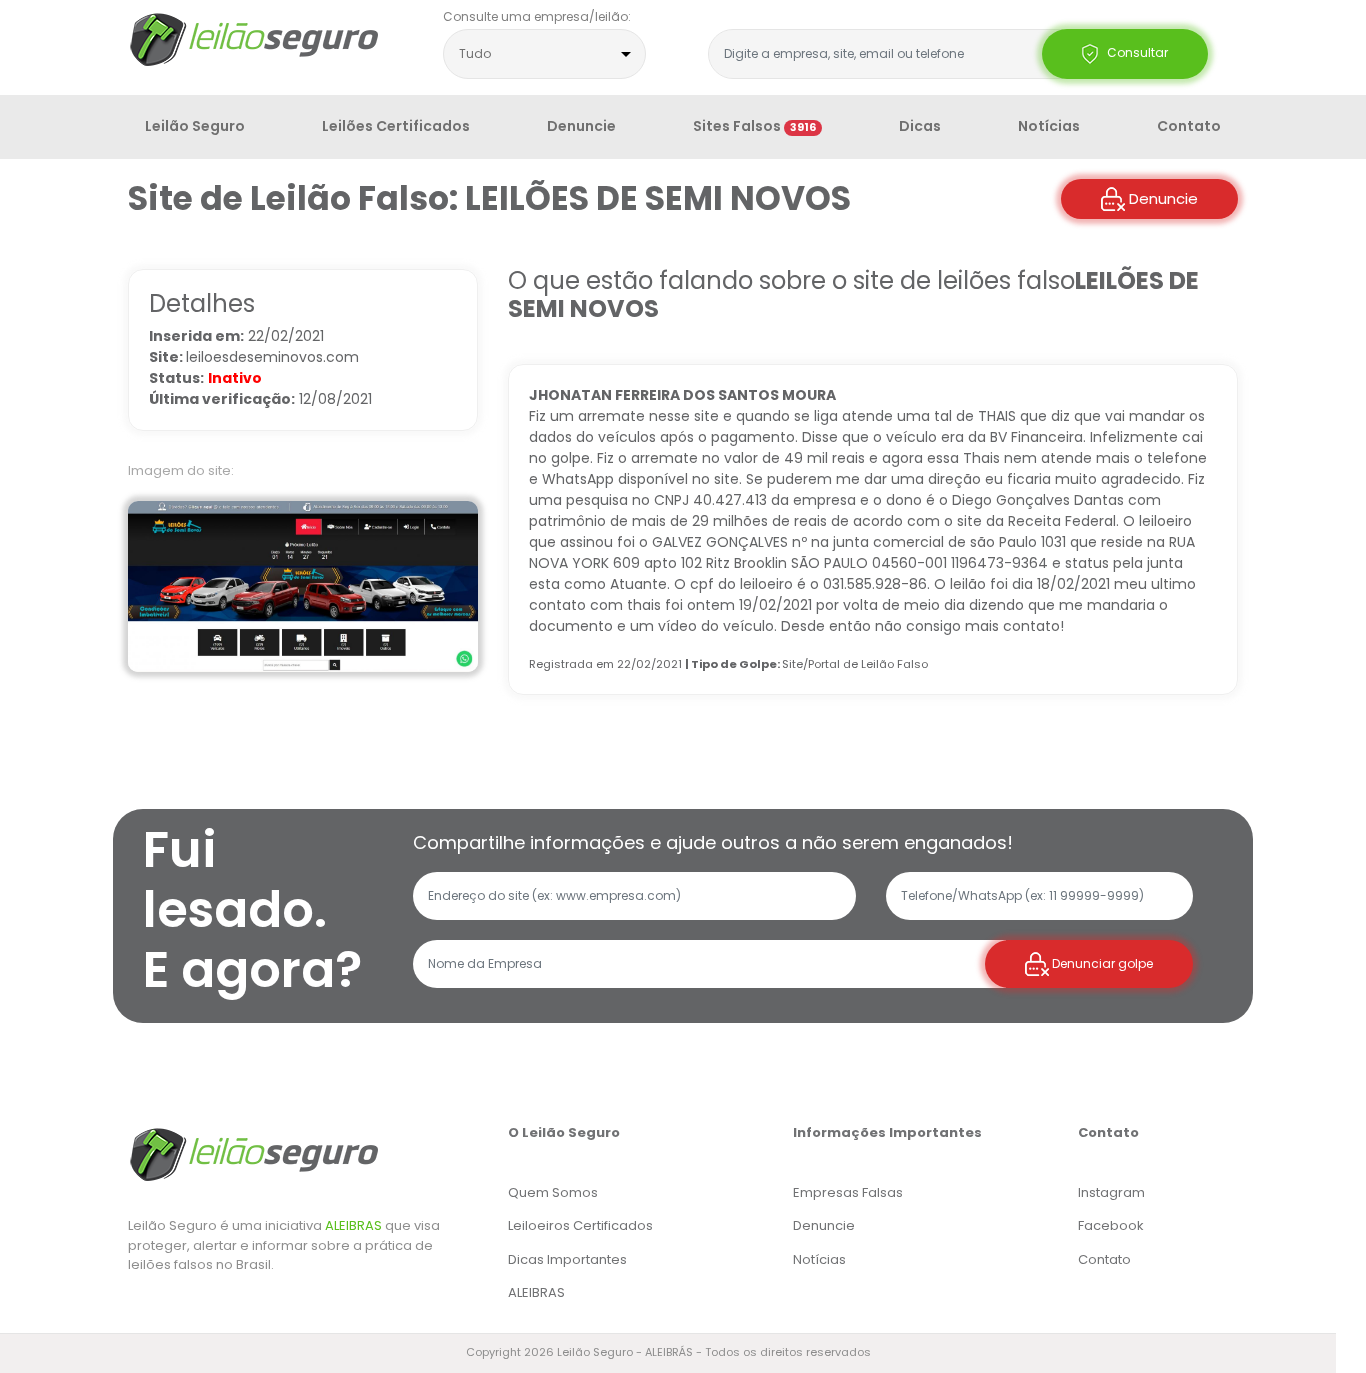 leilãoseguro
Consulte uma empresa/leilão:
Tudo
Digite a empresa, site, email ou telefone
Consultar
Leilão Seguro
Leilões Certificados
Denuncie
Sites Falsos 3916
Dicas
Notícias
Contato
Site de Leilão Falso: LEILÕES DE SEMI NOVOS
Denuncie
Detalhes
Inserida em: 22/02/2021
Site: leiloesdeseminovos.com
Status: Inativo
Última verificação: 12/08/2021
Imagem do site:
O que estão falando sobre o site de leilões falsoLEILÕES DE
SEMI NOVOS
JHONATAN FERREIRA DOS SANTOS MOURA
Fiz um arremate nesse site e quando se liga atende uma tal de THAIS que diz que vai mandar os
dados do veículos após o pagamento. Disse que o veículo era da BV Financeira. Infelizmente cai
no golpe. Fiz o arremate no valor de 49 mil reais e agora essa Thais nem atende mais o telefone
e WhatsApp disponível no site. Se puderem me dar uma direção eu ficaria muito agradecido. Fiz
uma pesquisa no CNPJ 40.427.413 da empresa e o dono é o Diego Gonçalves Dantas com
patrimônio de mais de 29 milhões de reais de acordo com o site da Receita Federal. O leiloeiro
que assinou foi o GALVEZ GONÇALVES nº na junta comercial de são Paulo 1031 que reside na RUA
NOVA YORK 609 apto 102 Ritz Brooklin SÃO PAULO 04560-001 1196473-9364 e status pela junta
esta como Atuante. O cpf do leiloeiro é o 031.585.928-86. O leilão foi dia 18/02/2021 meu ultimo
contato com thais foi ontem 19/02/2021 por volta de meio dia dizendo que me mandaria o
documento e um vídeo do veículo. Desde então não consigo mais contato!
Registrada em 22/02/2021 | Tipo de Golpe: Site/Portal de Leilão Falso
Fui
lesado.
E agora?
Compartilhe informações e ajude outros a não serem enganados!
Endereço do site (ex: www.empresa.com)
Telefone/WhatsApp (ex: 11 99999-9999)
Nome da Empresa
Denunciar golpe
leilãoseguro
Leilão Seguro é uma iniciativa ALEIBRAS que visa
proteger, alertar e informar sobre a prática de
leilões falsos no Brasil.
O Leilão Seguro
Quem Somos
Leiloeiros Certificados
Dicas Importantes
ALEIBRAS
Informações Importantes
Empresas Falsas
Denuncie
Notícias
Contato
Instagram
Facebook
Contato
Copyright 2026 Leilão Seguro - ALEIBRÁS - Todos os direitos reservados